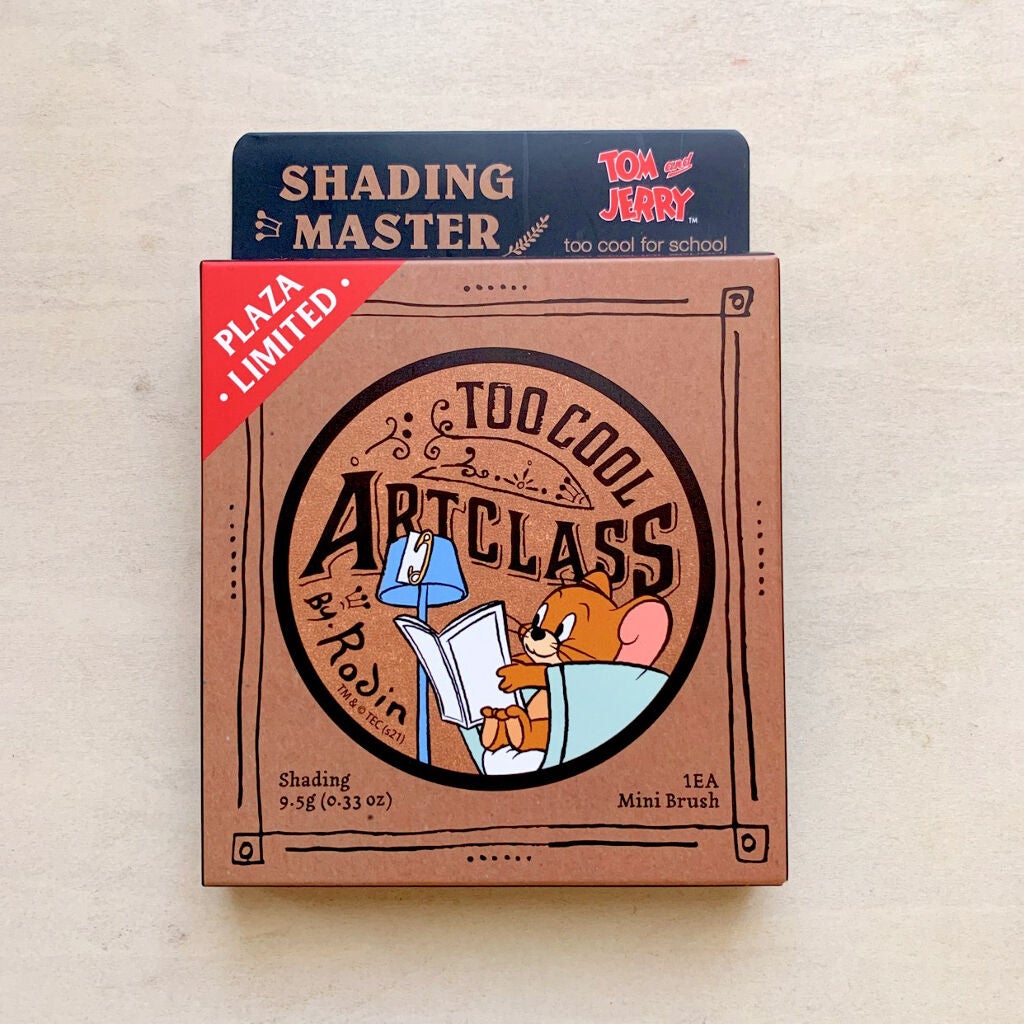 SHADING
MASTER
TOM and
JERRY™
too cool for school
PLAZA
• LIMITED •
TOO COOL
ARTCLASS
By. Rodin
TM & © TEC (s21)
Shading
9.5g (0.33 oz)
1EA
Mini Brush